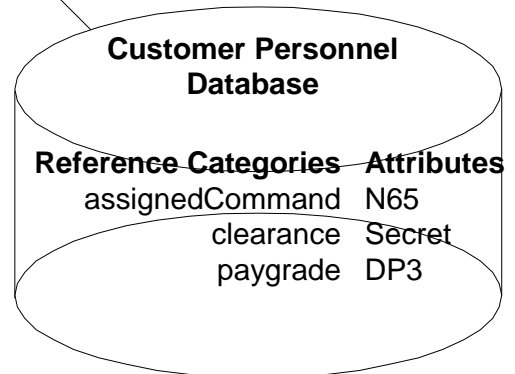 Customer Personnel
Database
Reference Categories Attributes
assignedCommand N65
clearance Secret
paygrade DP3